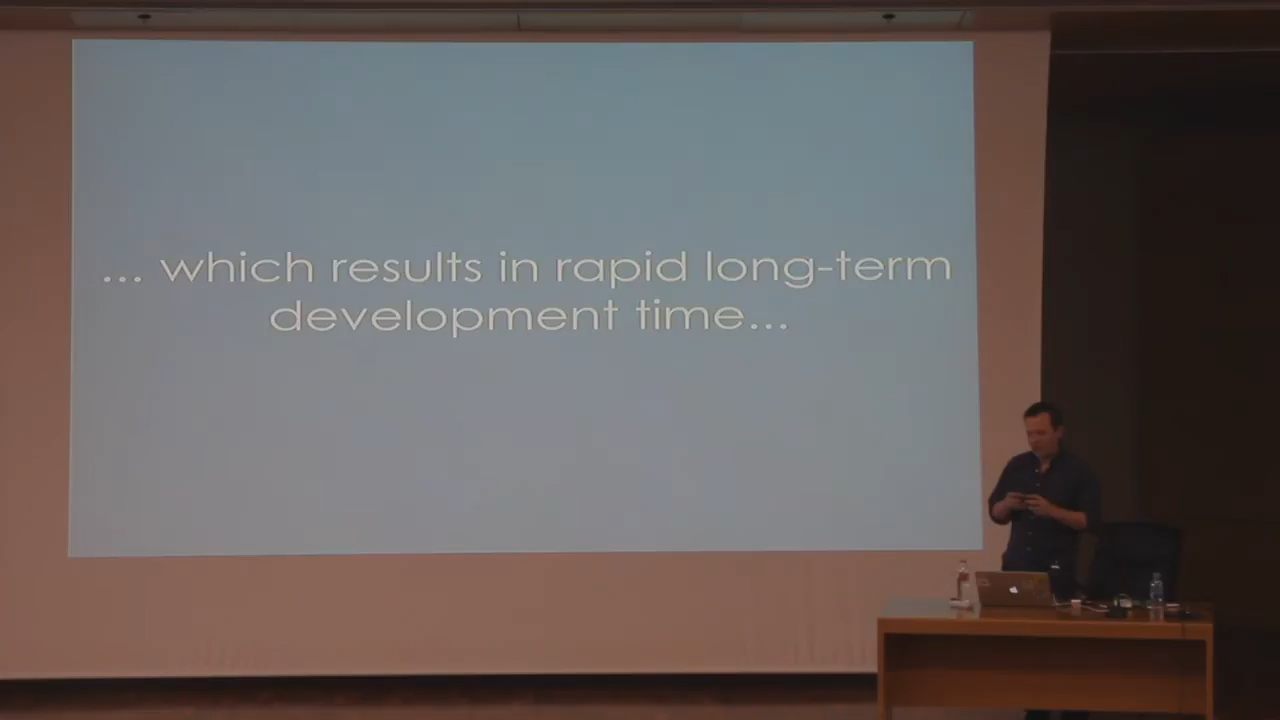 ... which results in rapid long-term
development time...